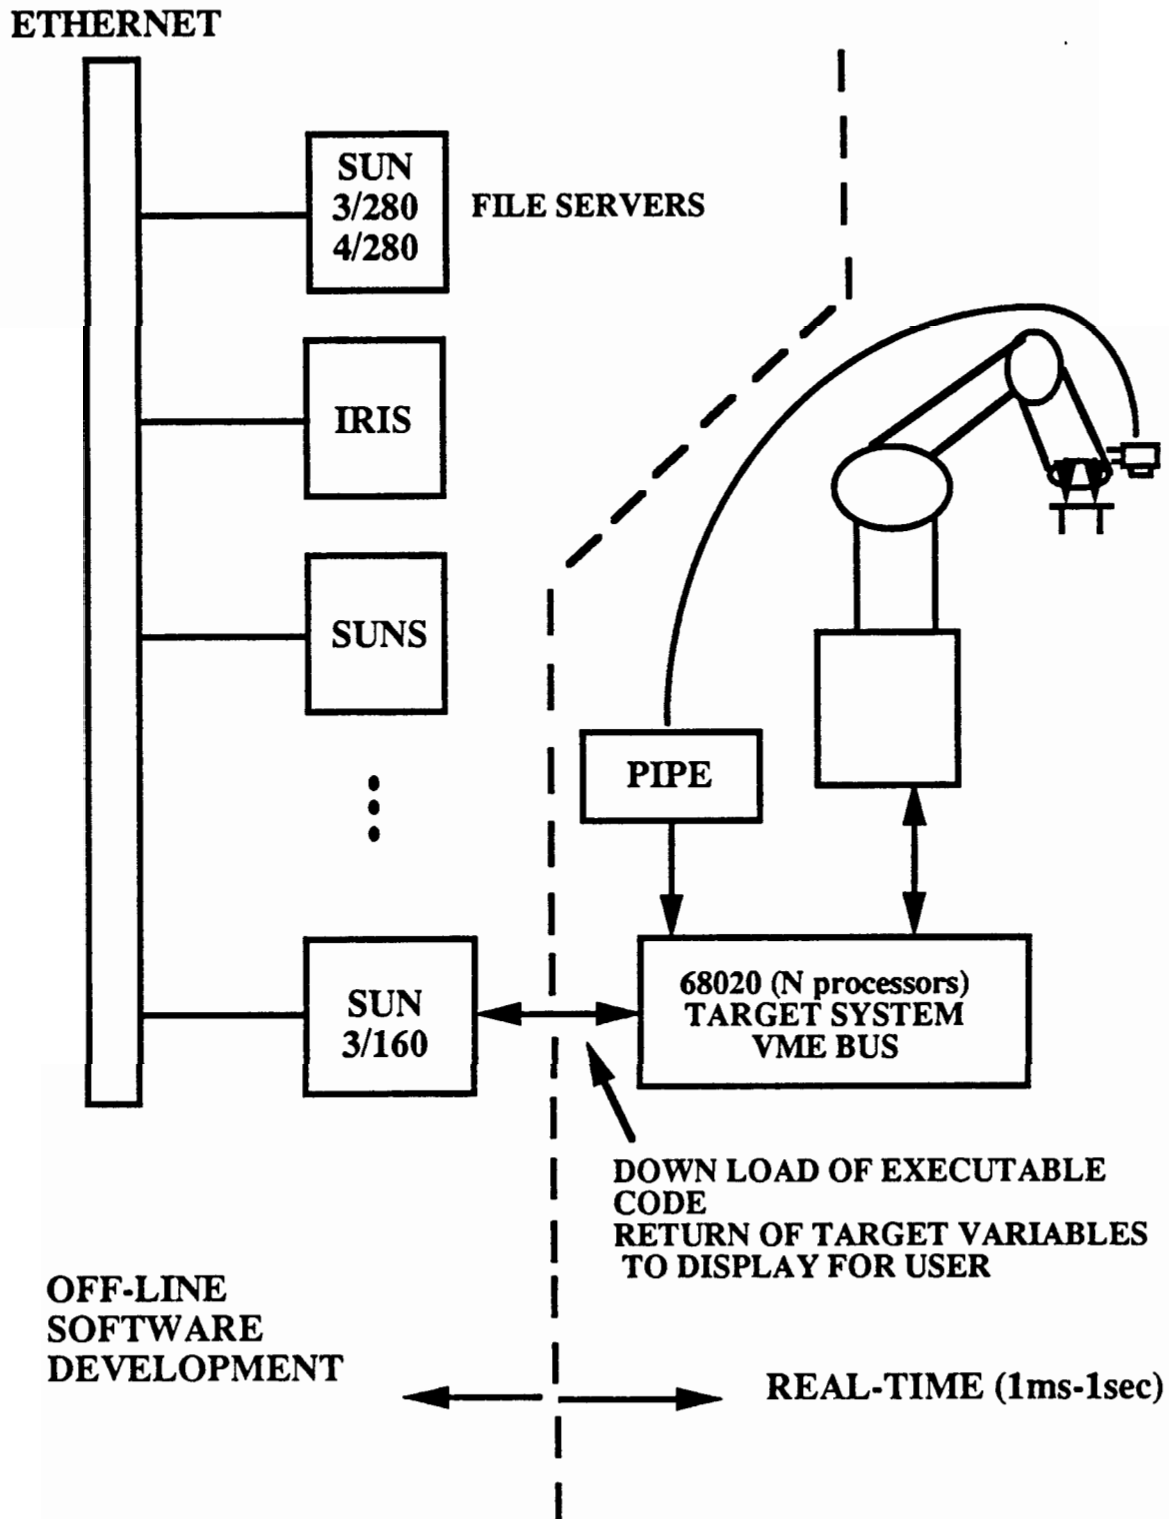 ETHERNET
SUN
3/280
4/280
FILE SERVERS
IRIS
SUNS
PIPE
SUN
3/160
68020 (N processors)
TARGET SYSTEM
VME BUS
DOWN LOAD OF EXECUTABLE
CODE
RETURN OF TARGET VARIABLES
TO DISPLAY FOR USER
OFF-LINE
SOFTWARE
DEVELOPMENT
REAL-TIME (1ms-1sec)